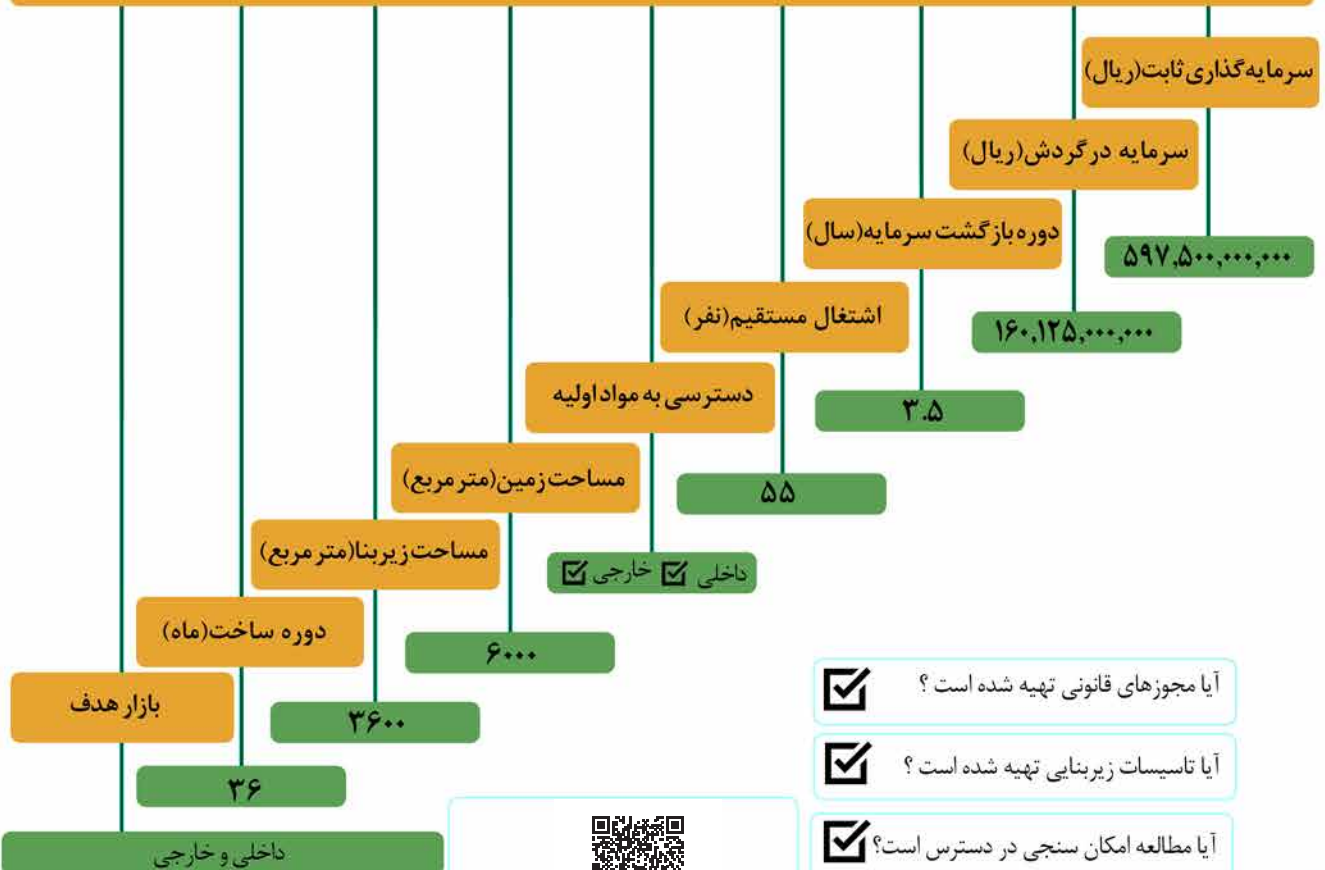 سرمایه‌گذاری ثابت(ریال)
۵۹۷,۵۰۰,۰۰۰,۰۰۰
سرمایه در گردش(ریال)
۱۶۰,۱۲۵,۰۰۰,۰۰۰
دوره بازگشت سرمایه(سال)
۳.۵
اشتغال مستقیم(نفر)
۵۵
دسترسی به مواد اولیه
داخلی ☑ خارجی ☑
مساحت زمین(متر مربع)
۶۰۰۰
مساحت زیربنا(متر مربع)
۳۶۰۰
دوره ساخت(ماه)
۳۶
بازار هدف
داخلی و خارجی
آیا مجوزهای قانونی تهیه شده است ؟ ☑
آیا تاسیسات زیربنایی تهیه شده است ؟ ☑
آیا مطالعه امکان سنجی در دسترس است؟ ☑